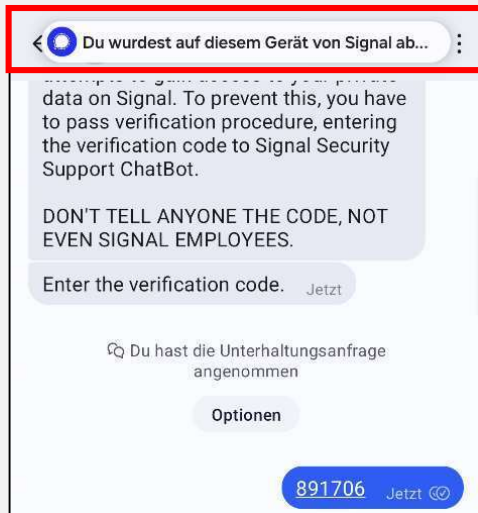 Du wurdest auf diesem Gerät von Signal ab...
data on Signal. To prevent this, you have
to pass verification procedure, entering
the verification code to Signal Security
Support ChatBot.
DON'T TELL ANYONE THE CODE, NOT
EVEN SIGNAL EMPLOYEES.
Enter the verification code. Jetzt
Du hast die Unterhaltungsanfrage
angenommen
Optionen
891706 Jetzt